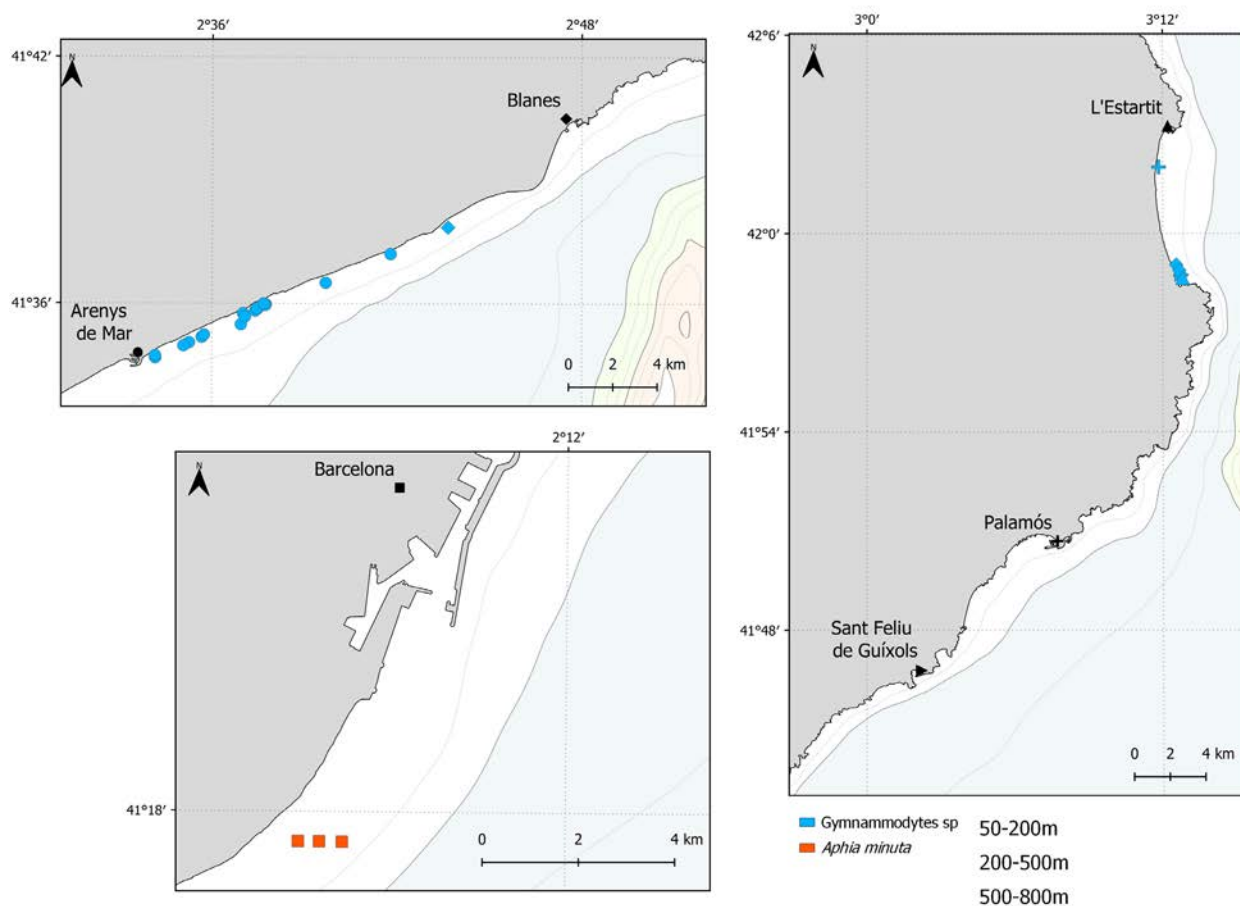 2°36′
2°48′
41°42′
N
Blanes
41°36′
Arenys
de Mar
0 2 4 km
3°0′
3°12′
42°6′
N
L'Estartit
42°0′
41°54′
Palamós
41°48′
Sant Feliu
de Guíxols
0 2 4 km
2°12′
N
Barcelona
41°18′
0 2 4 km
Gymnammodytes sp
Aphia minuta
50-200m
200-500m
500-800m